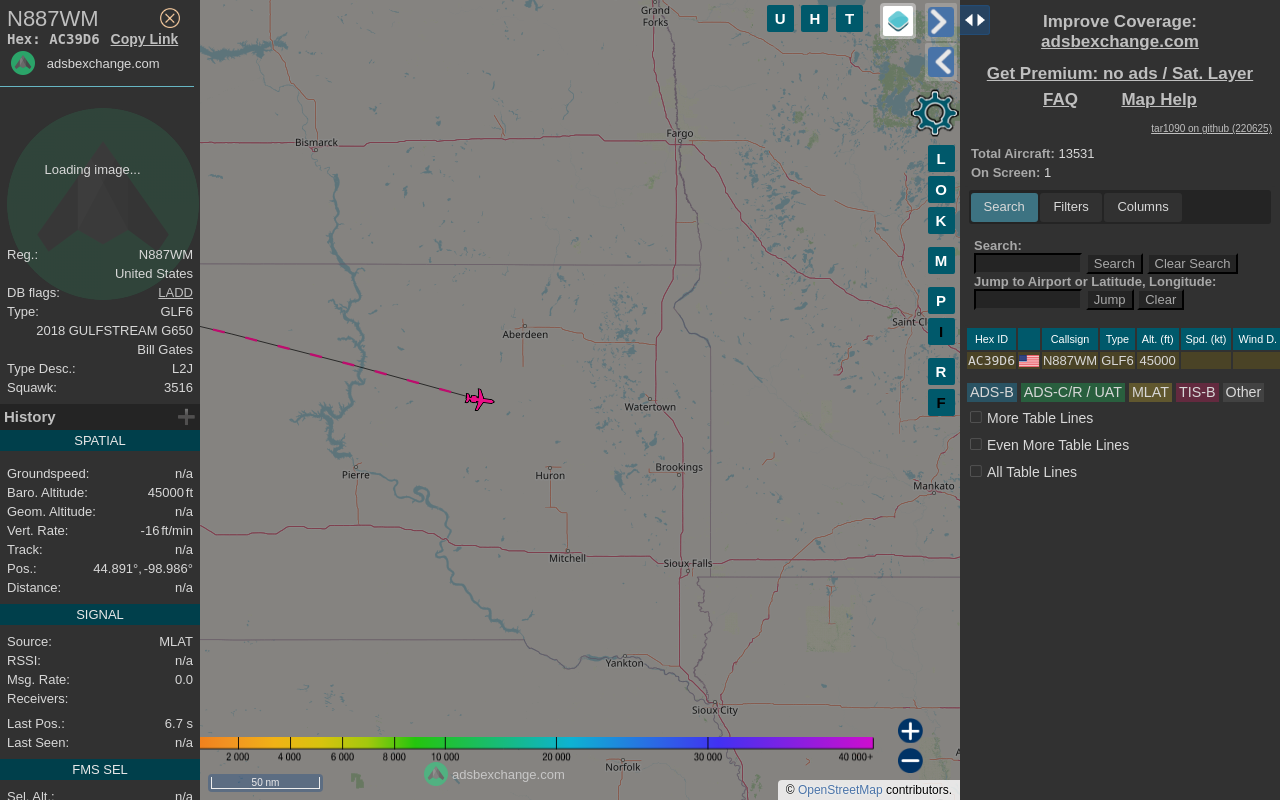 N887WM
Hex: AC39D6 Copy Link
adsbexchange.com
Loading image...
Reg.: N887WM
United States
DB flags: LADD
Type: GLF6
2018 GULFSTREAM G650
Bill Gates
Type Desc.: L2J
Squawk: 3516
History
SPATIAL
Groundspeed: n/a
Baro. Altitude: 45000 ft
Geom. Altitude: n/a
Vert. Rate: -16 ft/min
Track: n/a
Pos.: 44.891°, -98.986°
Distance: n/a
SIGNAL
Source: MLAT
RSSI: n/a
Msg. Rate: 0.0
Receivers:
Last Pos.: 6.7 s
Last Seen: n/a
FMS SEL
Sel. Alt.: n/a
U H T
L
O
K
M
P
I
R
F
Grand
Forks
Bismarck
Fargo
Aberdeen
Saint Cl
Watertown
Pierre
Huron
Brookings
Mankato
Mitchell
Sioux Falls
Yankton
Sioux City
Norfolk
2 000 4 000 6 000 8 000 10 000 20 000 30 000 40 000+
adsbexchange.com
50 nm
© OpenStreetMap contributors.
Improve Coverage:
adsbexchange.com
Get Premium: no ads / Sat. Layer
FAQ Map Help
tar1090 on github (220625)
Total Aircraft: 13531
On Screen: 1
Search Filters Columns
Search:
Search Clear Search
Jump to Airport or Latitude, Longitude:
Jump Clear
Hex ID Callsign Type Alt. (ft) Spd. (kt) Wind D.
AC39D6 N887WM GLF6 45000
ADS-B ADS-C/R / UAT MLAT TIS-B Other
More Table Lines
Even More Table Lines
All Table Lines